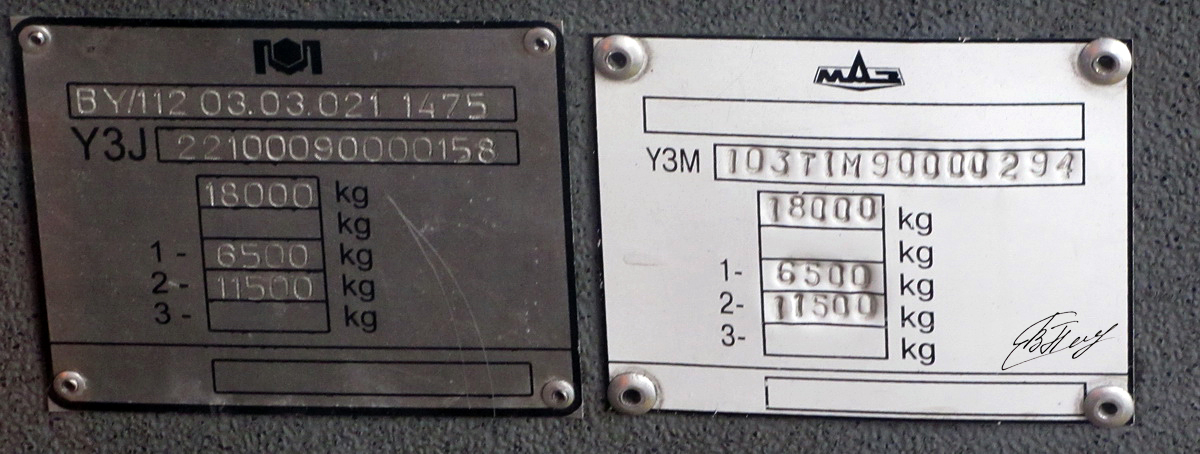 BY/112 03.03.021 1475
Y3J 22100090000158
18000 kg
kg
1 - 6500 kg
2 - 11500 kg
3 - kg
МАЗ
Y3M 103T1M90000294
18000 kg
kg
1- 6500 kg
2- 11500 kg
3- kg